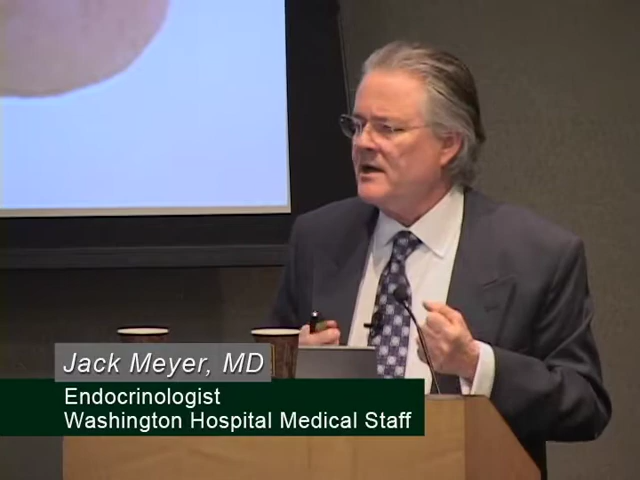 Jack Meyer, MD
Endocrinologist
Washington Hospital Medical Staff